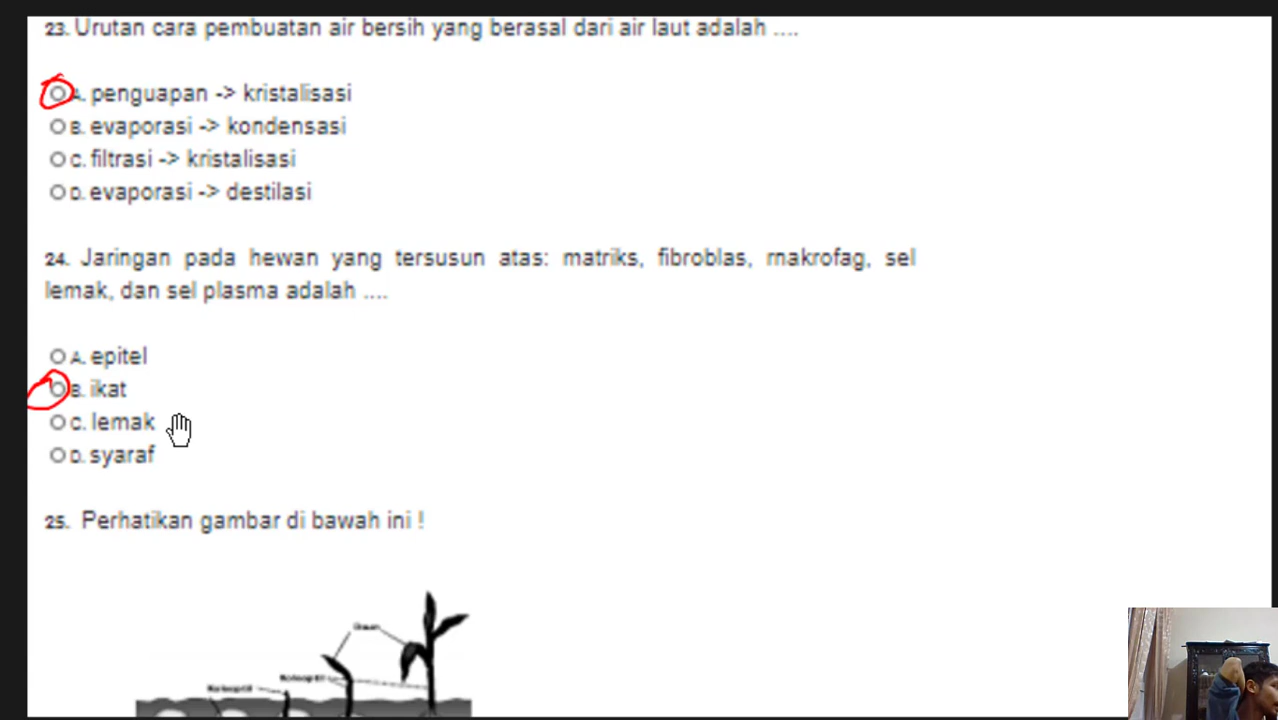 23. Urutan cara pembuatan air bersih yang berasal dari air laut adalah ....
A. penguapan -> kristalisasi
B. evaporasi -> kondensasi
C. filtrasi -> kristalisasi
D. evaporasi -> destilasi
24. Jaringan pada hewan yang tersusun atas: matriks, fibroblas, rnakrofag, sel
lemak, dan sel plasma adalah ....
A. epitel
B. ikat
C. lemak
D. syaraf
25. Perhatikan gambar di bawah ini !